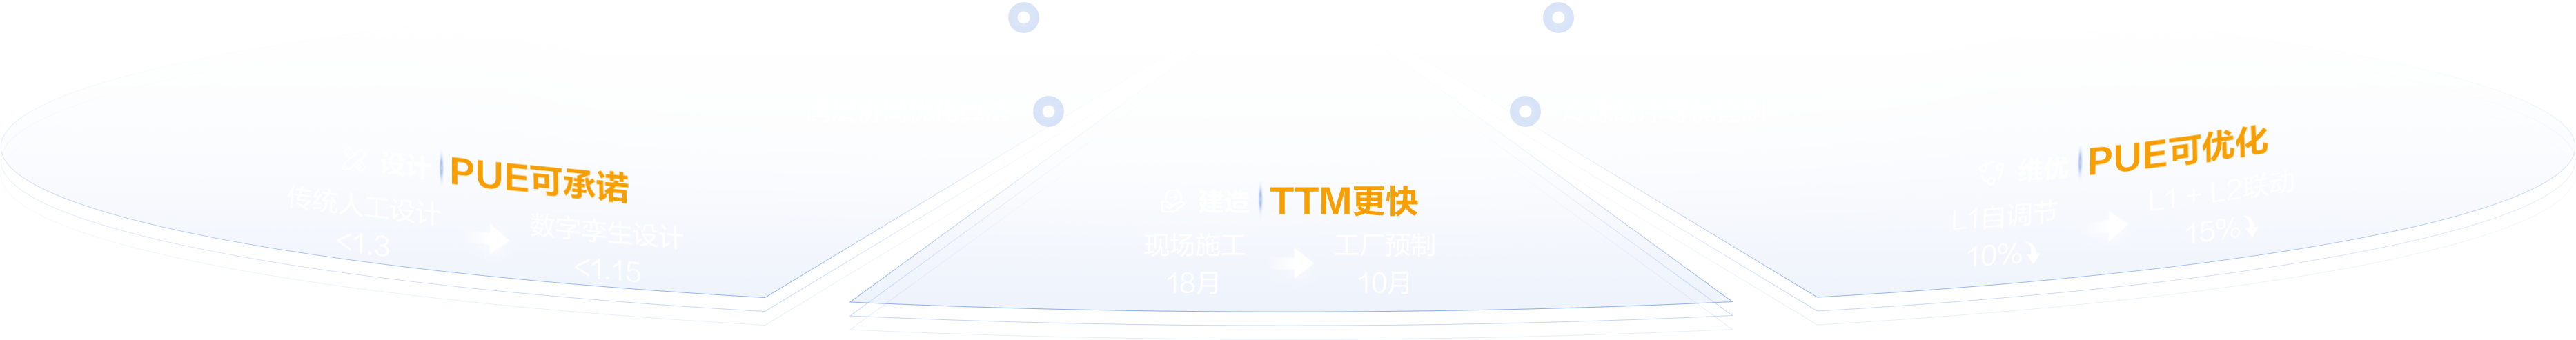 设计 PUE可承诺
传统人工设计 数字孪生设计
<1.3 <1.15
建造 TTM更快
现场施工 工厂预制
18月 10月
维优 PUE可优化
L1自调节 L1 + L2联动
10% 15%